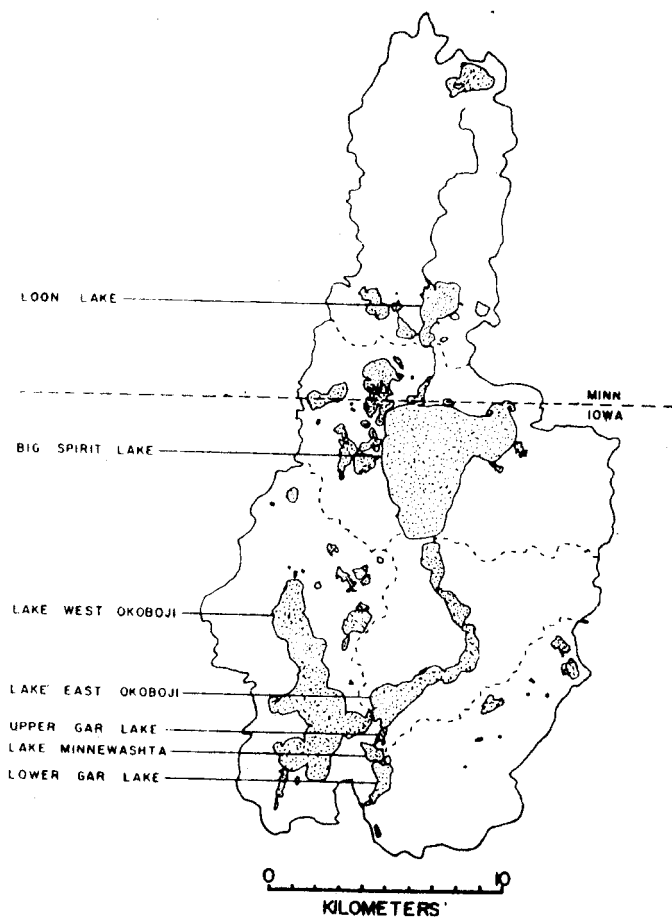 LOON LAKE
MINN
IOWA
BIG SPIRIT LAKE
LAKE WEST OKOBOJI
LAKE EAST OKOBOJI
UPPER GAR LAKE
LAKE MINNEWASHTA
LOWER GAR LAKE
0 10
KILOMETERS